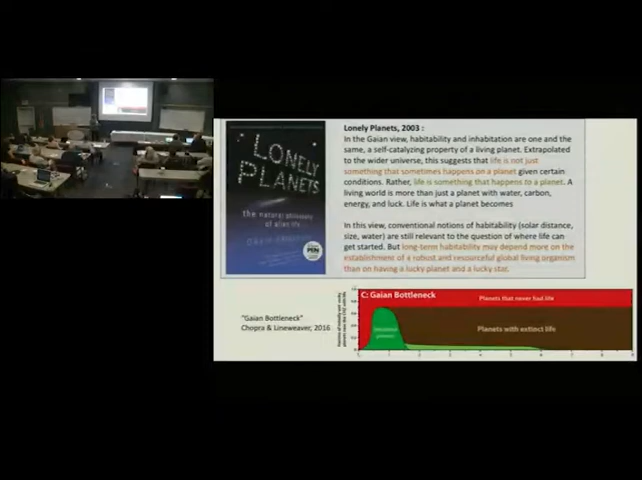 Lonely Planets, 2003 :
In the Gaian view, habitability and inhabitation are one and the
same, a self-catalyzing property of a living planet. Extrapolated
to the wider universe, this suggests that life is not just
something that sometimes happens on a planet given certain
conditions. Rather, life is something that happens to a planet. A
living world is more than just a planet with water, carbon,
energy, and luck. Life is what a planet becomes
In this view, conventional notions of habitability (solar distance,
size, water) are still relevant to the question of where life can
get started. But long-term habitability may depend more on the
establishment of a robust and resourceful global living organism
than on having a lucky planet and a lucky star.
LONELY
PLANETS
the natural philosophy
of alien life
"Gaian Bottleneck"
Chopra & Lineweaver, 2016
C: Gaian Bottleneck
Planets that never had life
Planets with extinct life